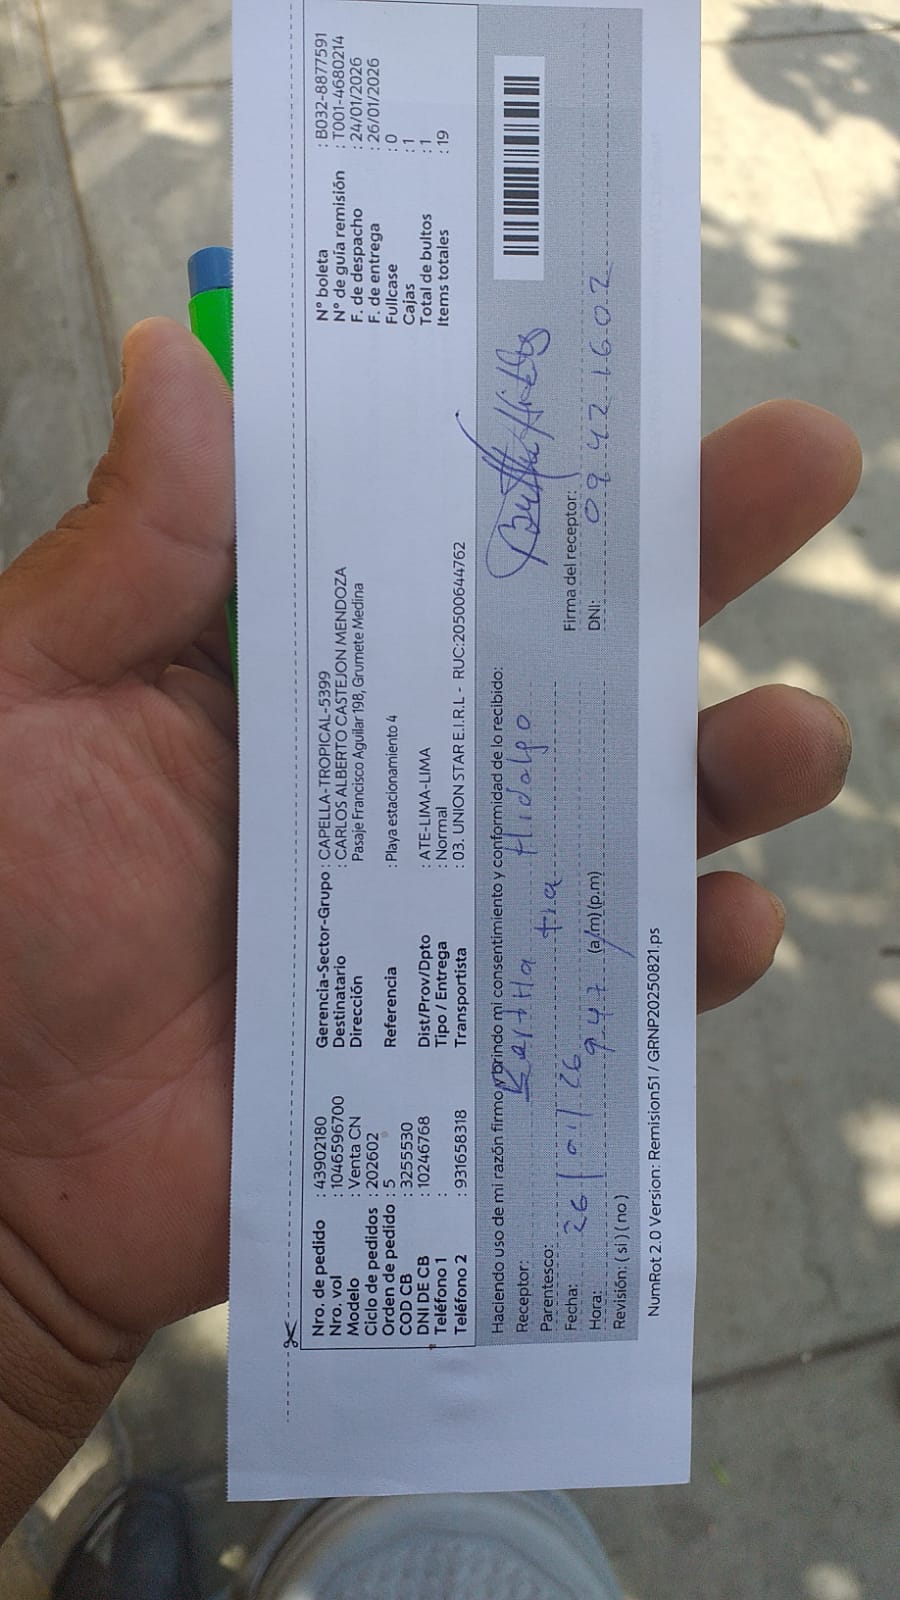 Nro. de pedido : 43902180
Nro. vol : 1046596700
Modelo : Venta CN
Ciclo de pedidos : 202602
Orden de pedido : 5
COD CB : 3255530
DNI DE CB : 10246768
Teléfono 1 :
Teléfono 2 : 931658318
Gerencia-Sector-Grupo : CAPELLA-TROPICAL-5399
Destinatario : CARLOS ALBERTO CASTEJON MENDOZA
Dirección Pasaje Francisco Aguilar 198, Grumete Medina
Referencia : Playa estacionamiento 4
Dist/Prov/Dpto : ATE-LIMA-LIMA
Tipo / Entrega : Normal
Transportista : 03. UNION STAR E.I.R.L - RUC:20500644762
N° boleta : B032-8877591
N° de guia remisión : T001-4680214
F. de despacho : 24/01/2026
F. de entrega : 26/01/2026
Fullcase : 0
Cajas : 1
Total de bultos : 1
Items totales : 19
Haciendo uso de mi razón firmo y brindo mi consentimiento y conformidad de lo recibido:
Receptor: Hidalgo
Parentesco: tia
Fecha: 26/01/26
Hora: 9 47 (a/m) (p.m)
Revisión: ( si ) ( no )
Firma del receptor:
DNI: 09421602
NumRot 2.0 Version: Remision51 / GRNP20250821.ps